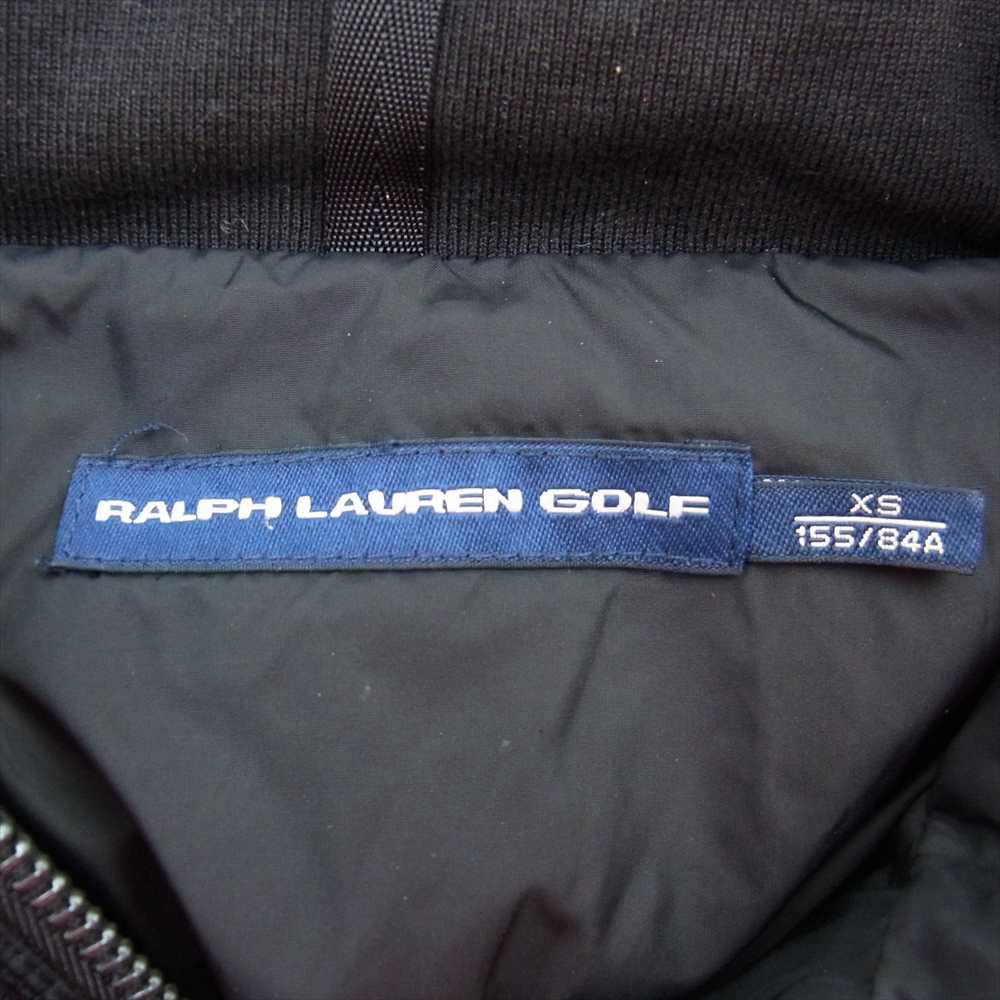 RALPH LAUREN GOLF
XS
155/84A